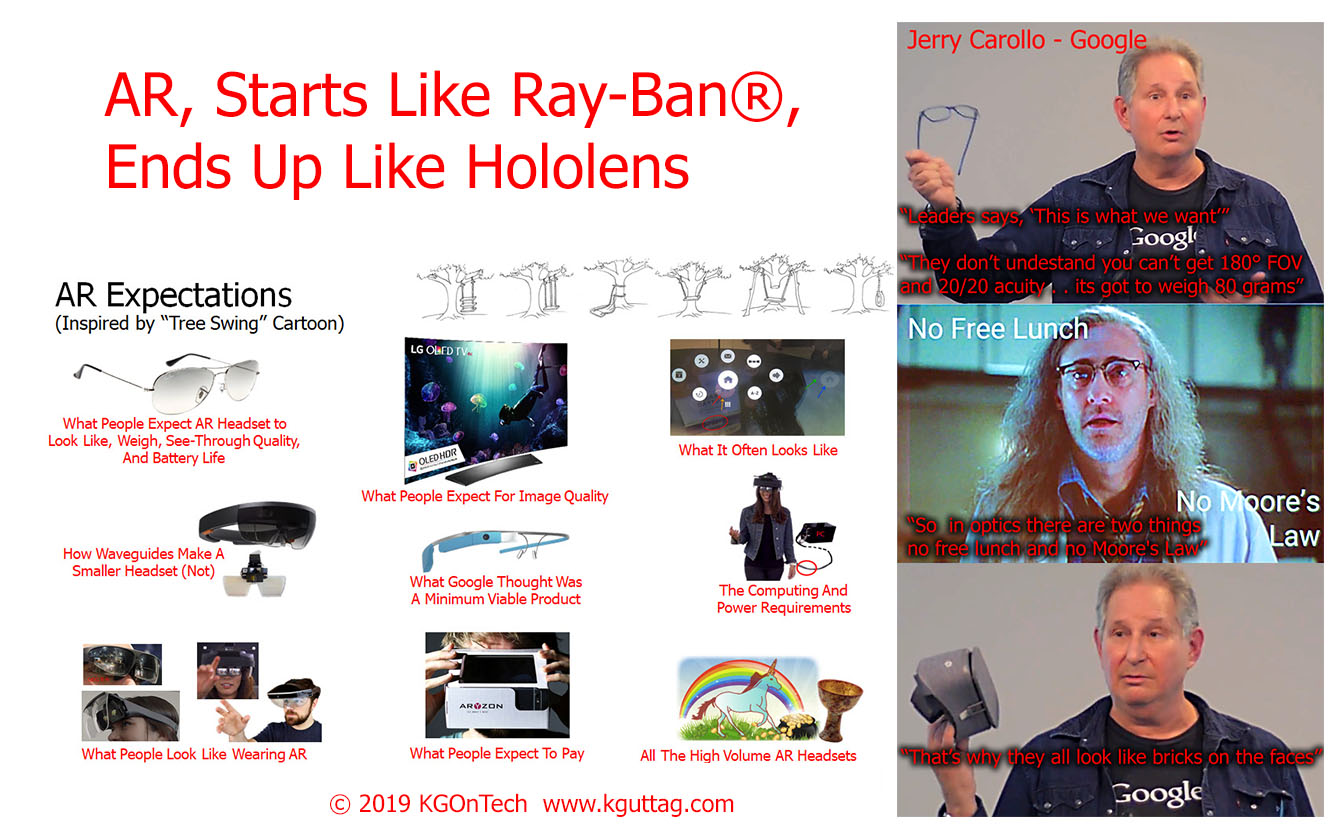 AR, Starts Like Ray-Ban®,
Ends Up Like Hololens
AR Expectations
(Inspired by “Tree Swing” Cartoon)
What People Expect AR Headset to
Look Like, Weigh, See-Through Quality,
And Battery Life
LG OLED TV
OLED HDR
What People Expect For Image Quality
A-Z
What It Often Looks Like
How Waveguides Make A
Smaller Headset (Not)
What Google Thought Was
A Minimum Viable Product
PC
The Computing And
Power Requirements
What People Look Like Wearing AR
ARYZON
What People Expect To Pay
All The High Volume AR Headsets
© 2019 KGOnTech www.kguttag.com
Jerry Carollo - Google
“Leaders says, ‘This is what we want’”
Google
“They don’t undestand you can’t get 180° FOV
and 20/20 acuity . . its got to weigh 80 grams”
No Free Lunch
No Moore’s
Law
“So in optics there are two things
no free lunch and no Moore's Law”
“That’s why they all look like bricks on the faces”
Google